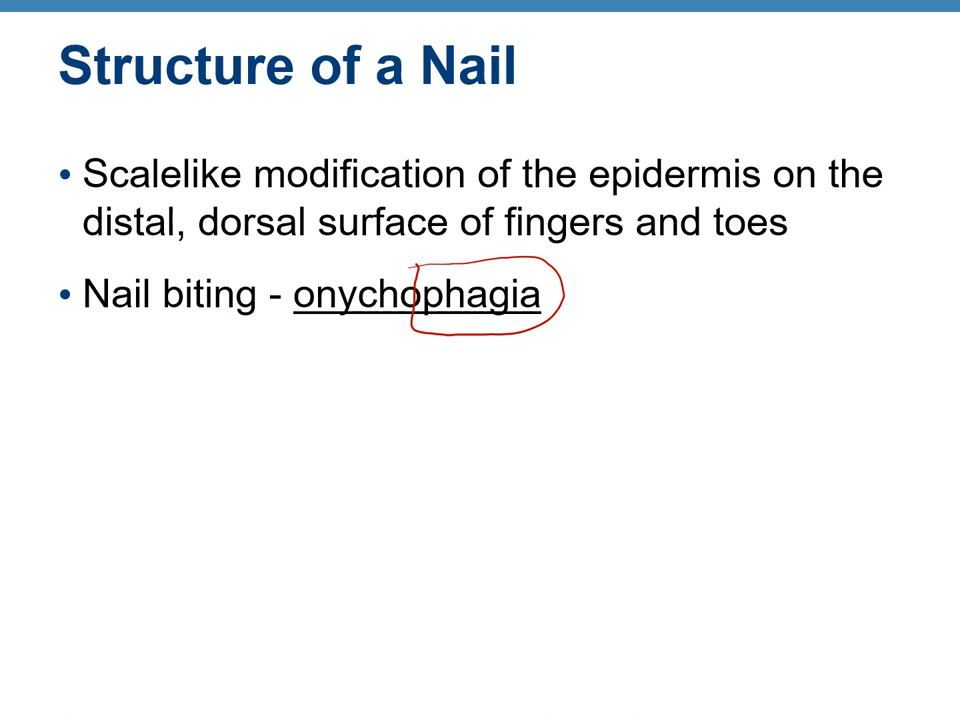 Structure of a Nail
• Scalelike modification of the epidermis on the
distal, dorsal surface of fingers and toes
• Nail biting - onychophagia